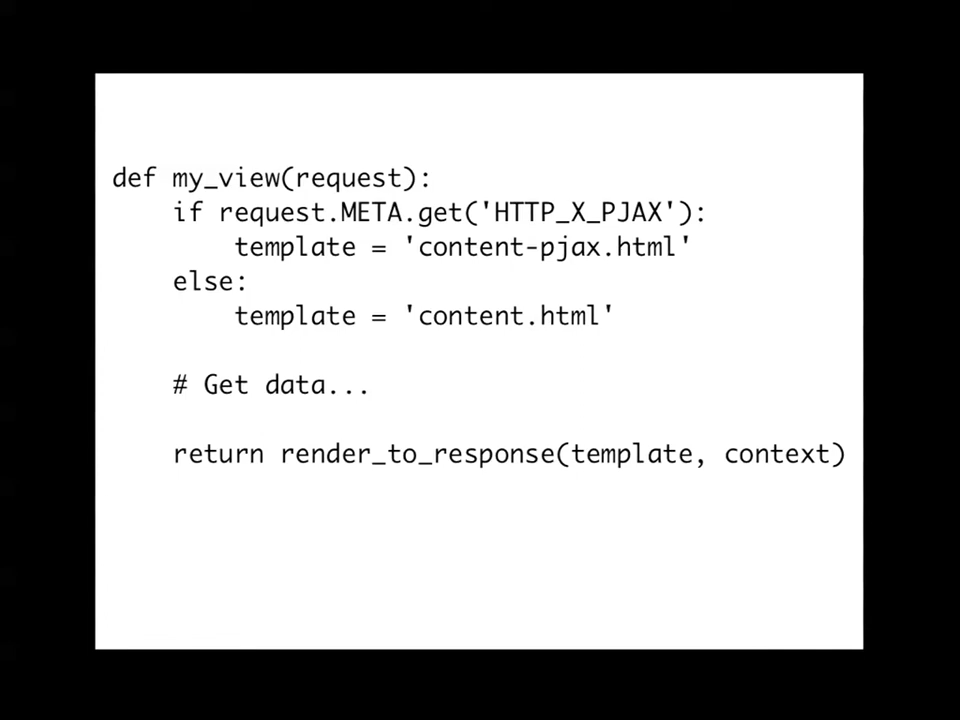 def my_view(request):
    if request.META.get('HTTP_X_PJAX'):
        template = 'content-pjax.html'
    else:
        template = 'content.html'

    # Get data...

    return render_to_response(template, context)